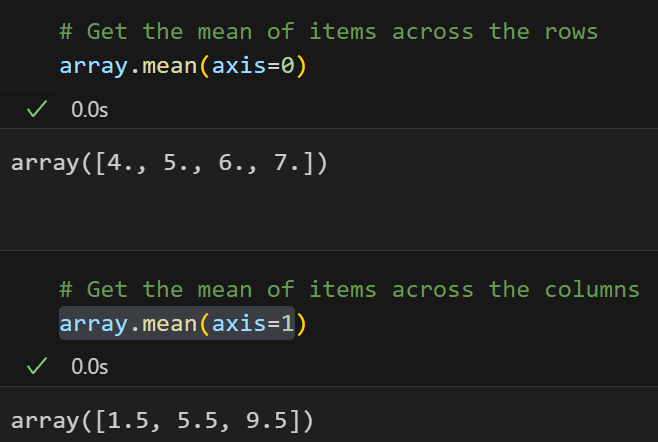 # Get the mean of items across the rows
array.mean(axis=0)
0.0s
array([4., 5., 6., 7.])
# Get the mean of items across the columns
array.mean(axis=1)
0.0s
array([1.5, 5.5, 9.5])